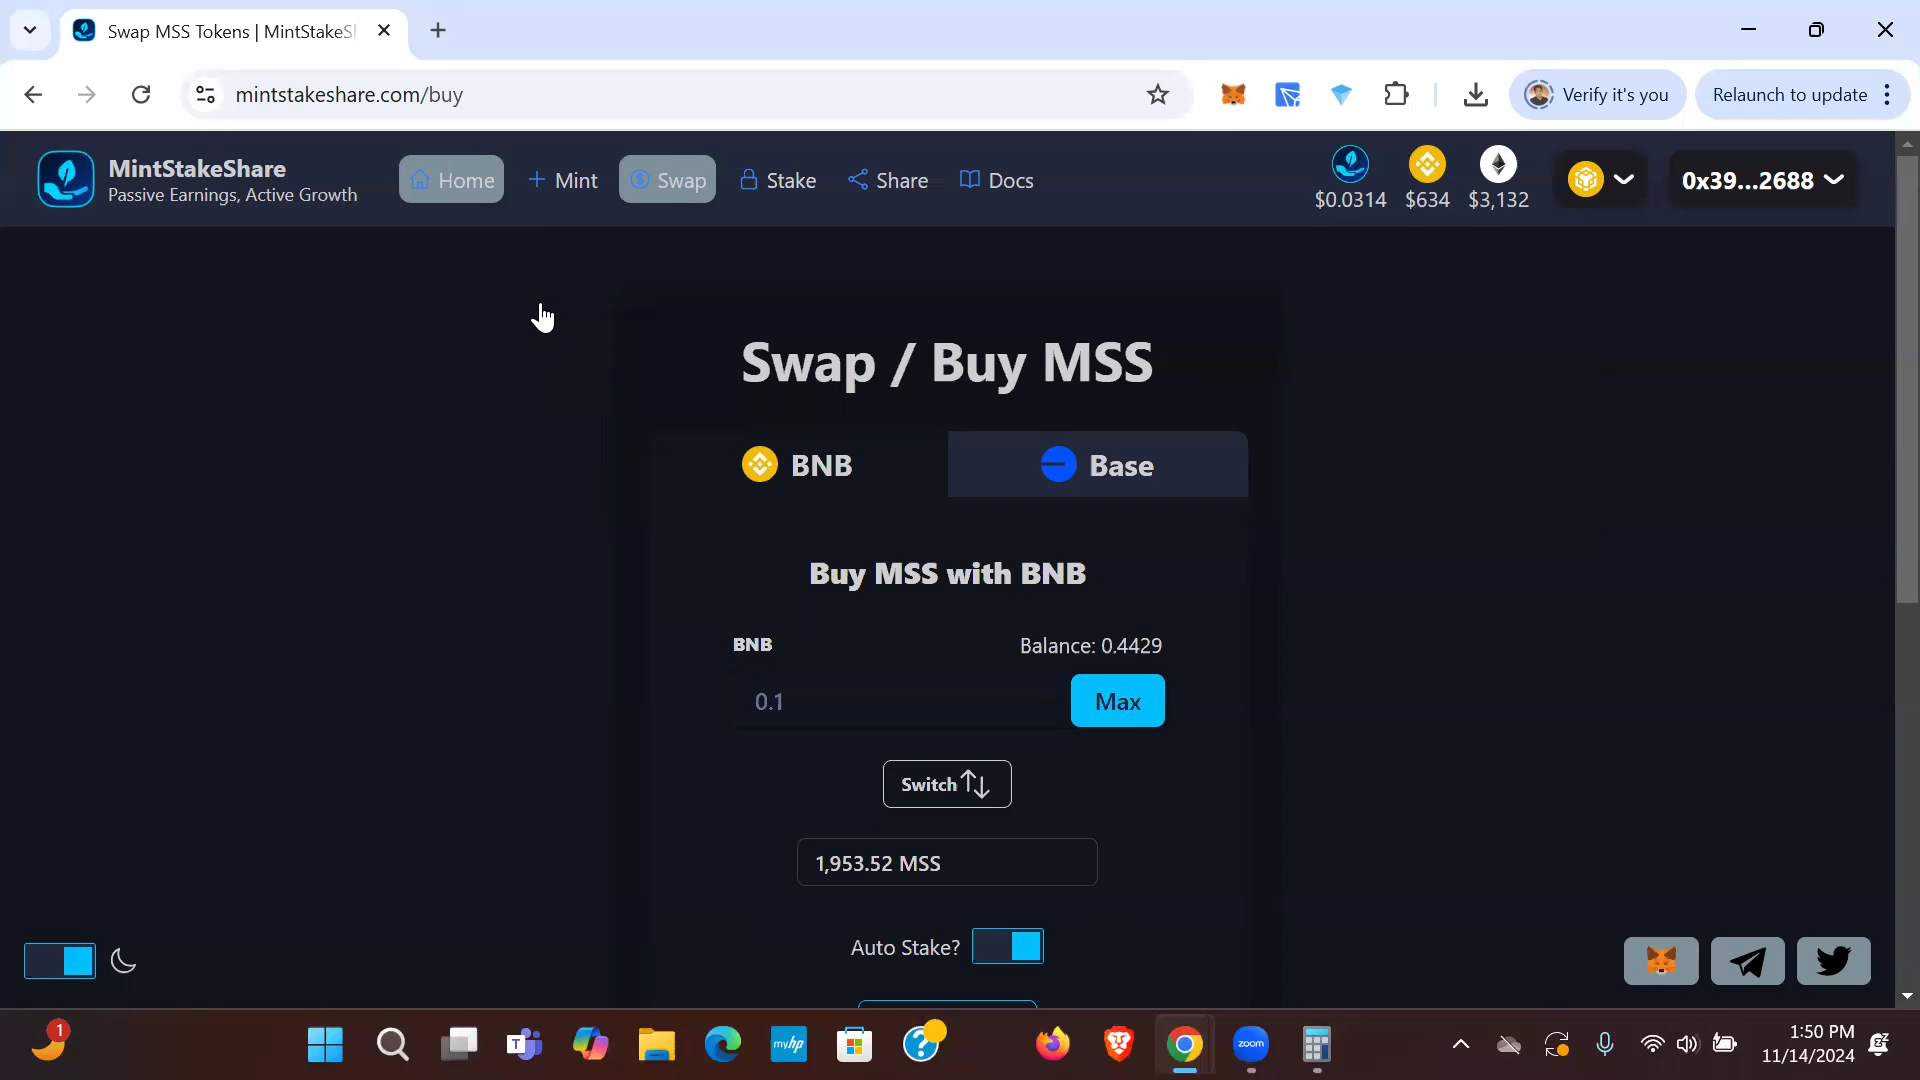 Swap MSS Tokens | MintStakeS
mintstakeshare.com/buy
Verify it's you
Relaunch to update
MintStakeShare
Passive Earnings, Active Growth
Home
Mint
Swap
Stake
Share
Docs
$0.0314
$634
$3,132
0x39...2688
Swap / Buy MSS
BNB
Base
Buy MSS with BNB
BNB
Balance: 0.4429
0.1
Max
Switch
1,953.52 MSS
Auto Stake?
1
T
myhp
?
zoom
1:50 PM
11/14/2024